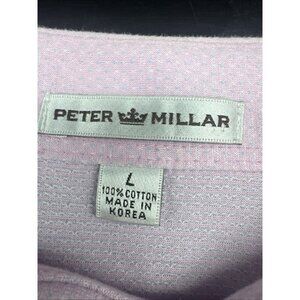 PETER MILLAR
L
100% COTTON
MADE IN
KOREA